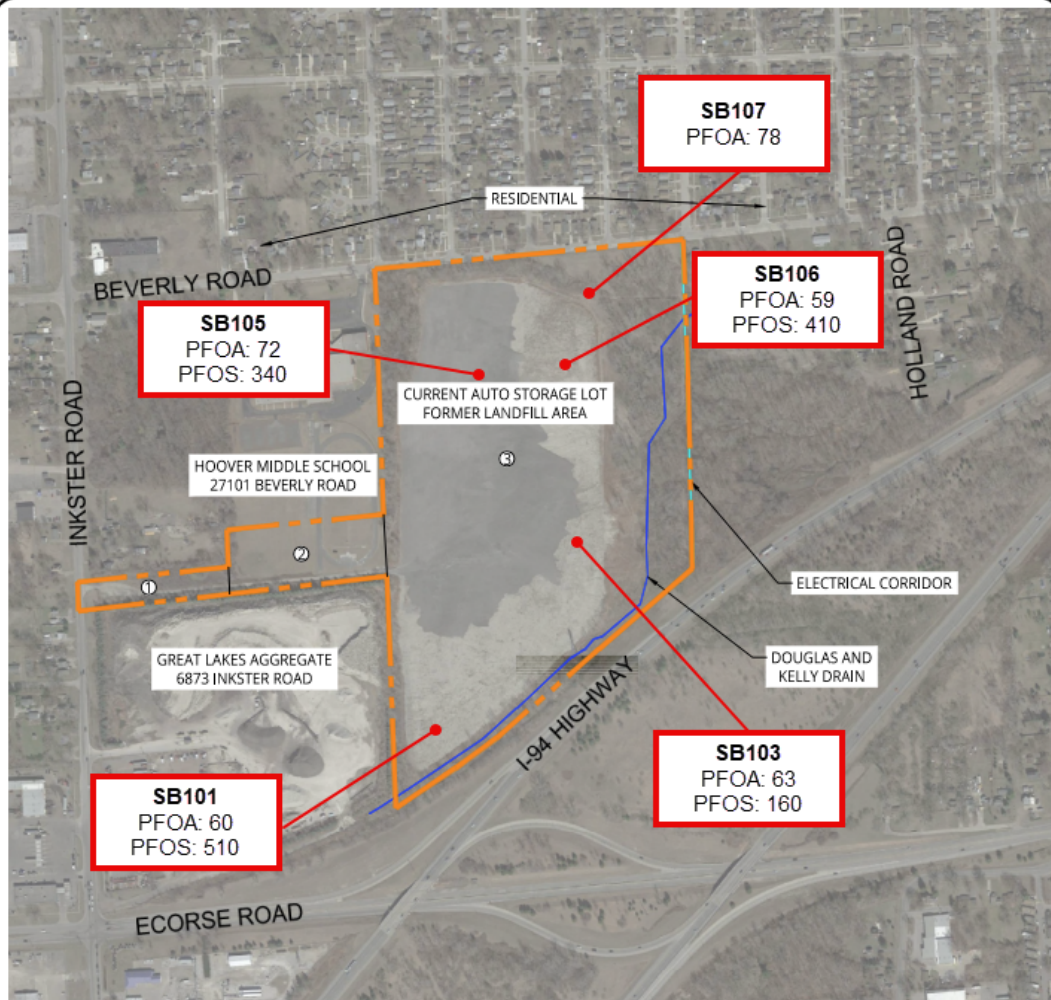 SB107
PFOA: 78
RESIDENTIAL
BEVERLY ROAD
HOLLAND ROAD
SB106
PFOA: 59
PFOS: 410
SB105
PFOA: 72
PFOS: 340
CURRENT AUTO STORAGE LOT
FORMER LANDFILL AREA
INKSTER ROAD
HOOVER MIDDLE SCHOOL
27101 BEVERLY ROAD
3
2
1
ELECTRICAL CORRIDOR
GREAT LAKES AGGREGATE
6873 INKSTER ROAD
DOUGLAS AND
KELLY DRAIN
I-94 HIGHWAY
SB103
PFOA: 63
PFOS: 160
SB101
PFOA: 60
PFOS: 510
ECORSE ROAD